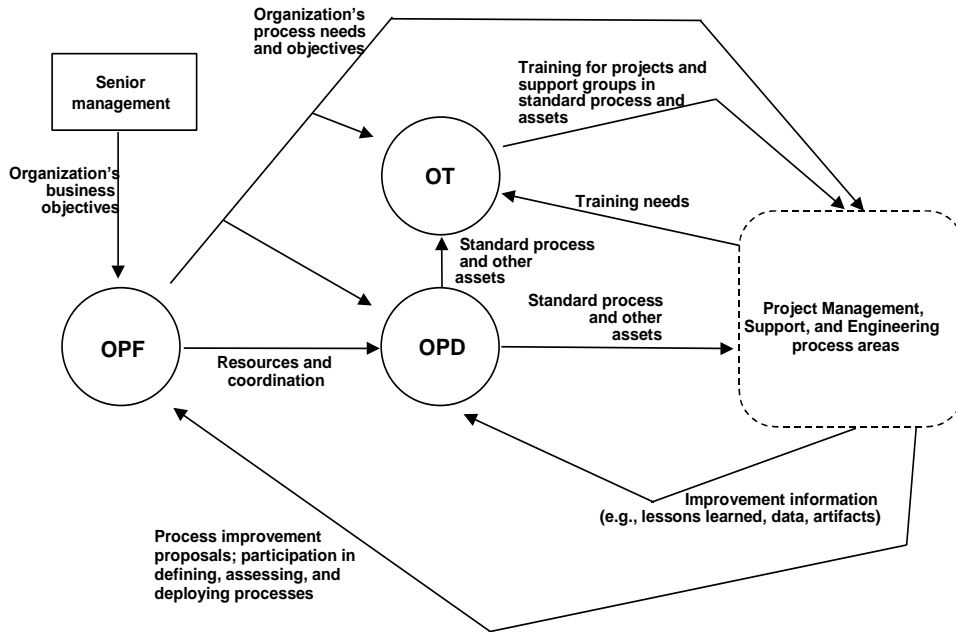 Organization's
process needs
and objectives
Senior
management
Training for projects and
support groups in
standard process and
assets
Organization's
business
objectives
OT
Training needs
Standard process
and other
assets
Standard process
and other
assets
Project Management,
Support, and Engineering
process areas
OPF
OPD
Resources and
coordination
Improvement information
(e.g., lessons learned, data, artifacts)
Process improvement
proposals; participation in
defining, assessing, and
deploying processes